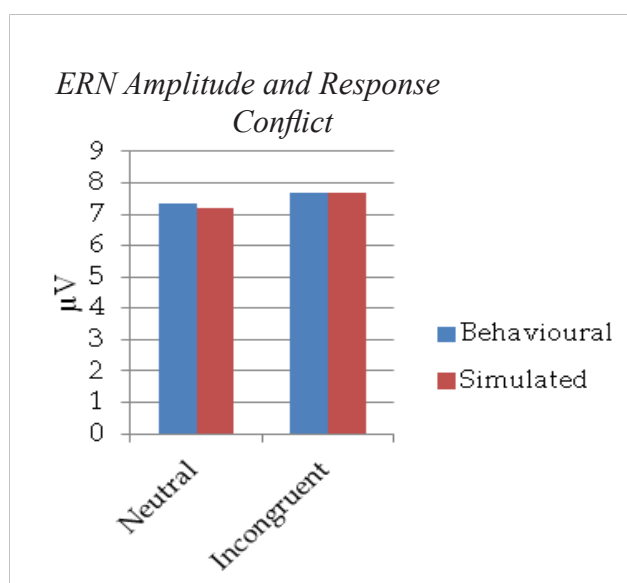 ERN Amplitude and Response
Conflict
9
8
7
6
5
4
3
2
1
0
μV
Neutral
Incongruent
Behavioural
Simulated